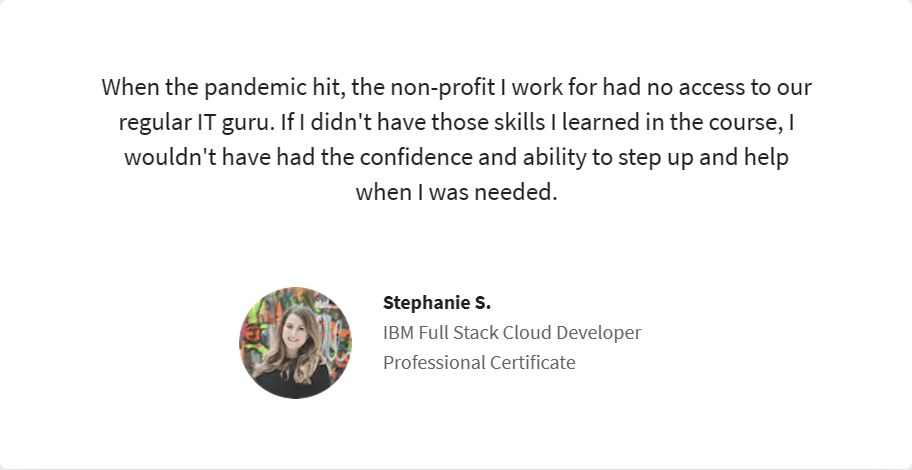 When the pandemic hit, the non-profit I work for had no access to our
regular IT guru. If I didn't have those skills I learned in the course, I
wouldn't have had the confidence and ability to step up and help
when I was needed.
Stephanie S.
IBM Full Stack Cloud Developer
Professional Certificate